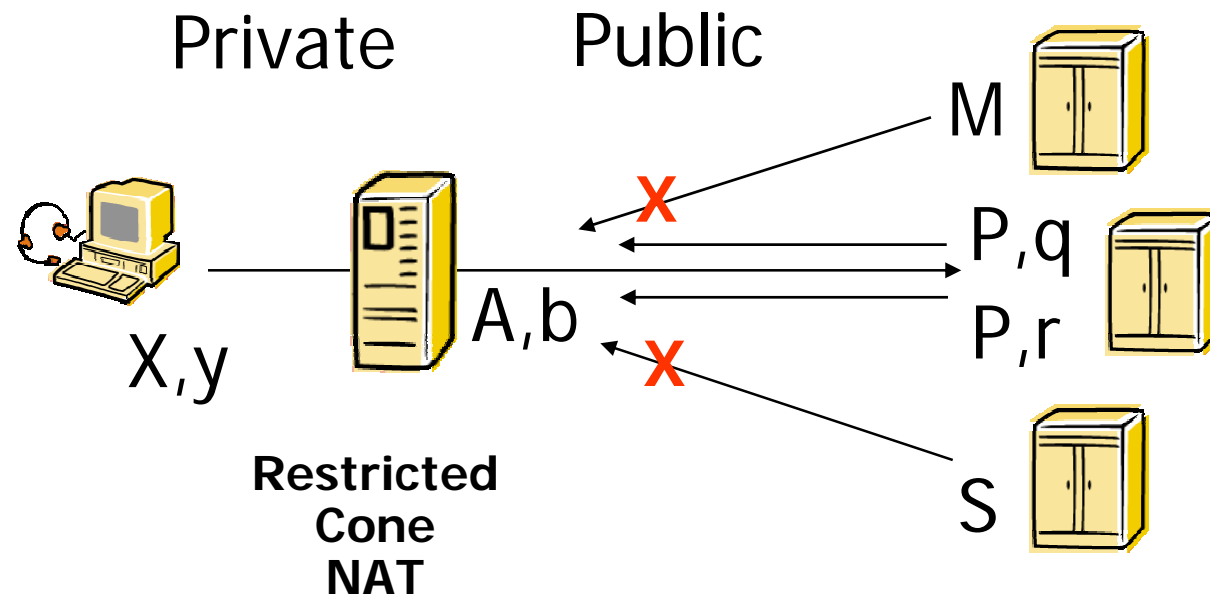 Private
Public
M
X
P,q
A,b
P,r
X,y
X
S
Restricted
Cone
NAT